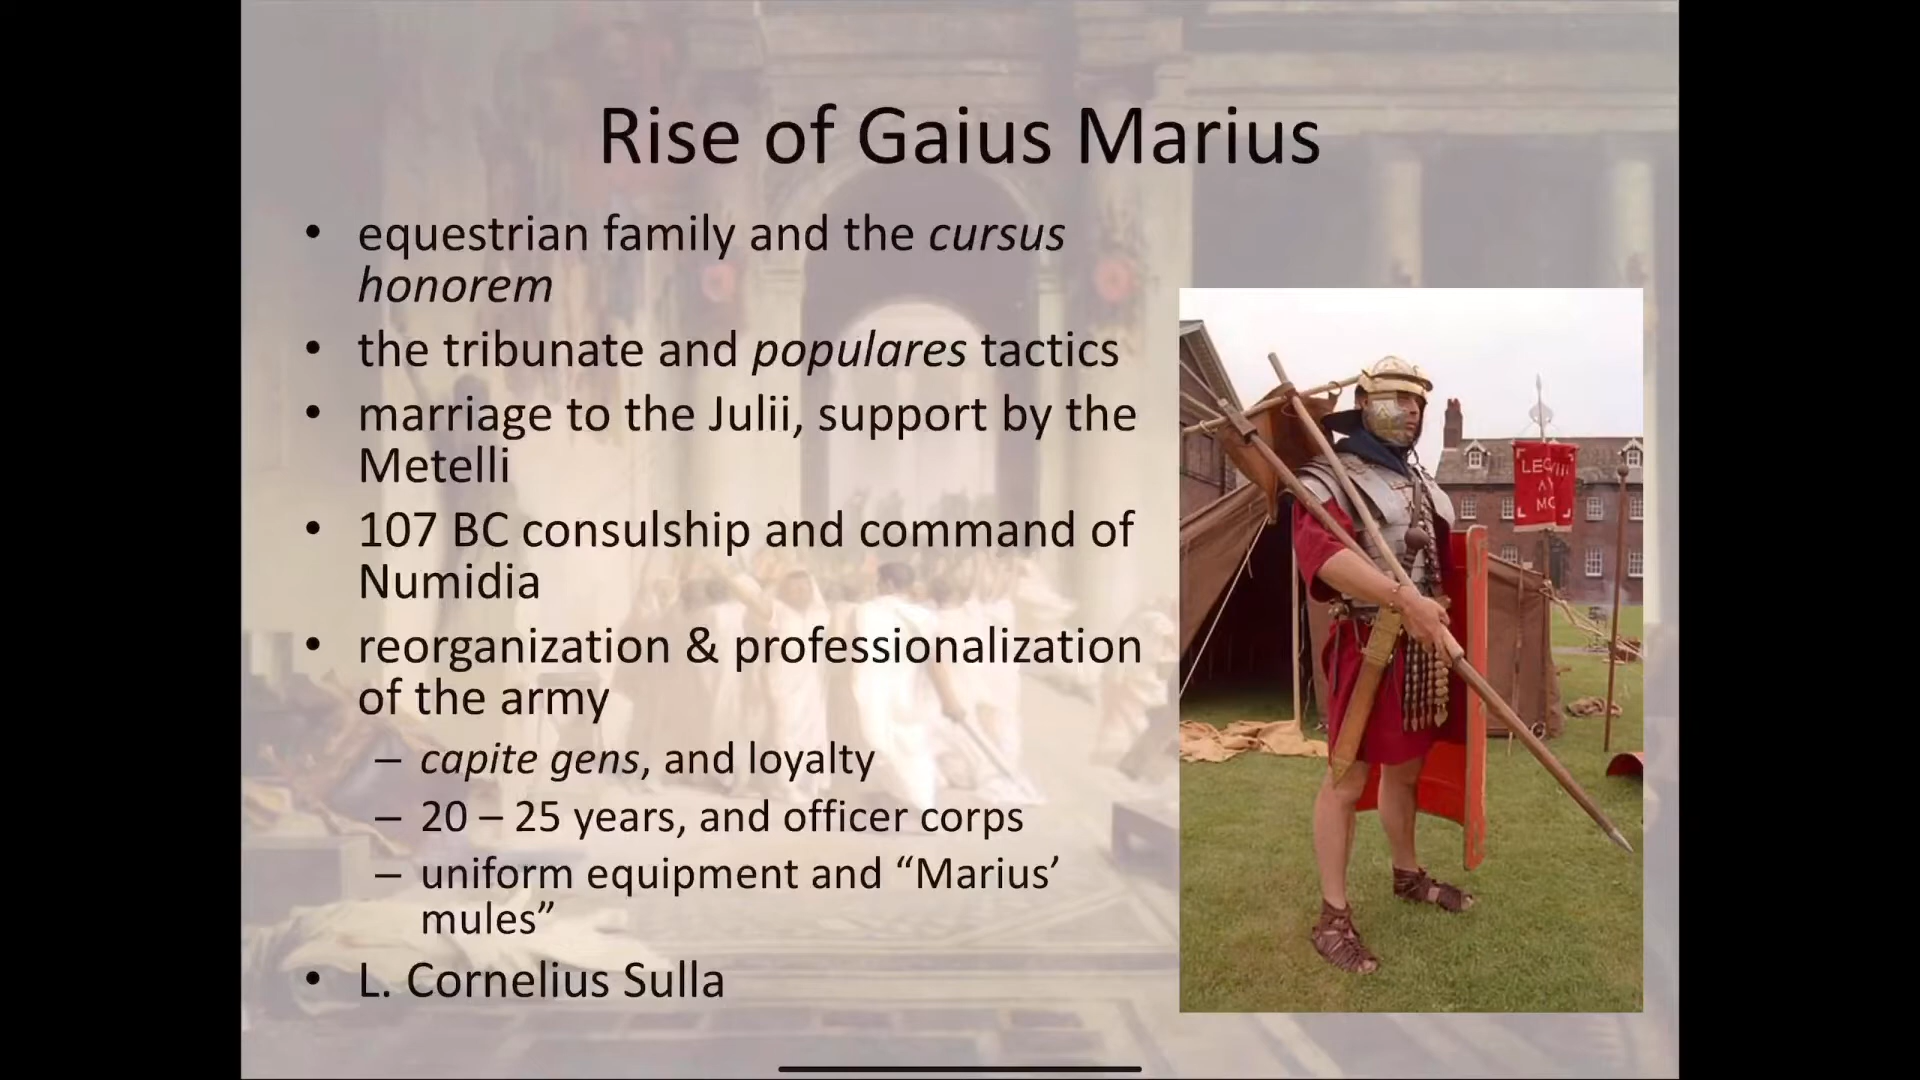 Rise of Gaius Marius
• equestrian family and the cursus
honorem
• the tribunate and populares tactics
• marriage to the Julii, support by the
Metelli
• 107 BC consulship and command of
Numidia
• reorganization & professionalization
of the army
– capite gens, and loyalty
– 20 – 25 years, and officer corps
– uniform equipment and “Marius’
mules”
• L. Cornelius Sulla